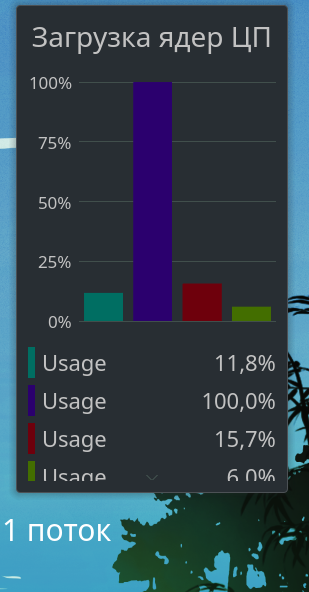 Загрузка ядер ЦП
100%
75%
50%
25%
0%
Usage 11,8%
Usage 100,0%
Usage 15,7%
Usage 6,0%
1 поток